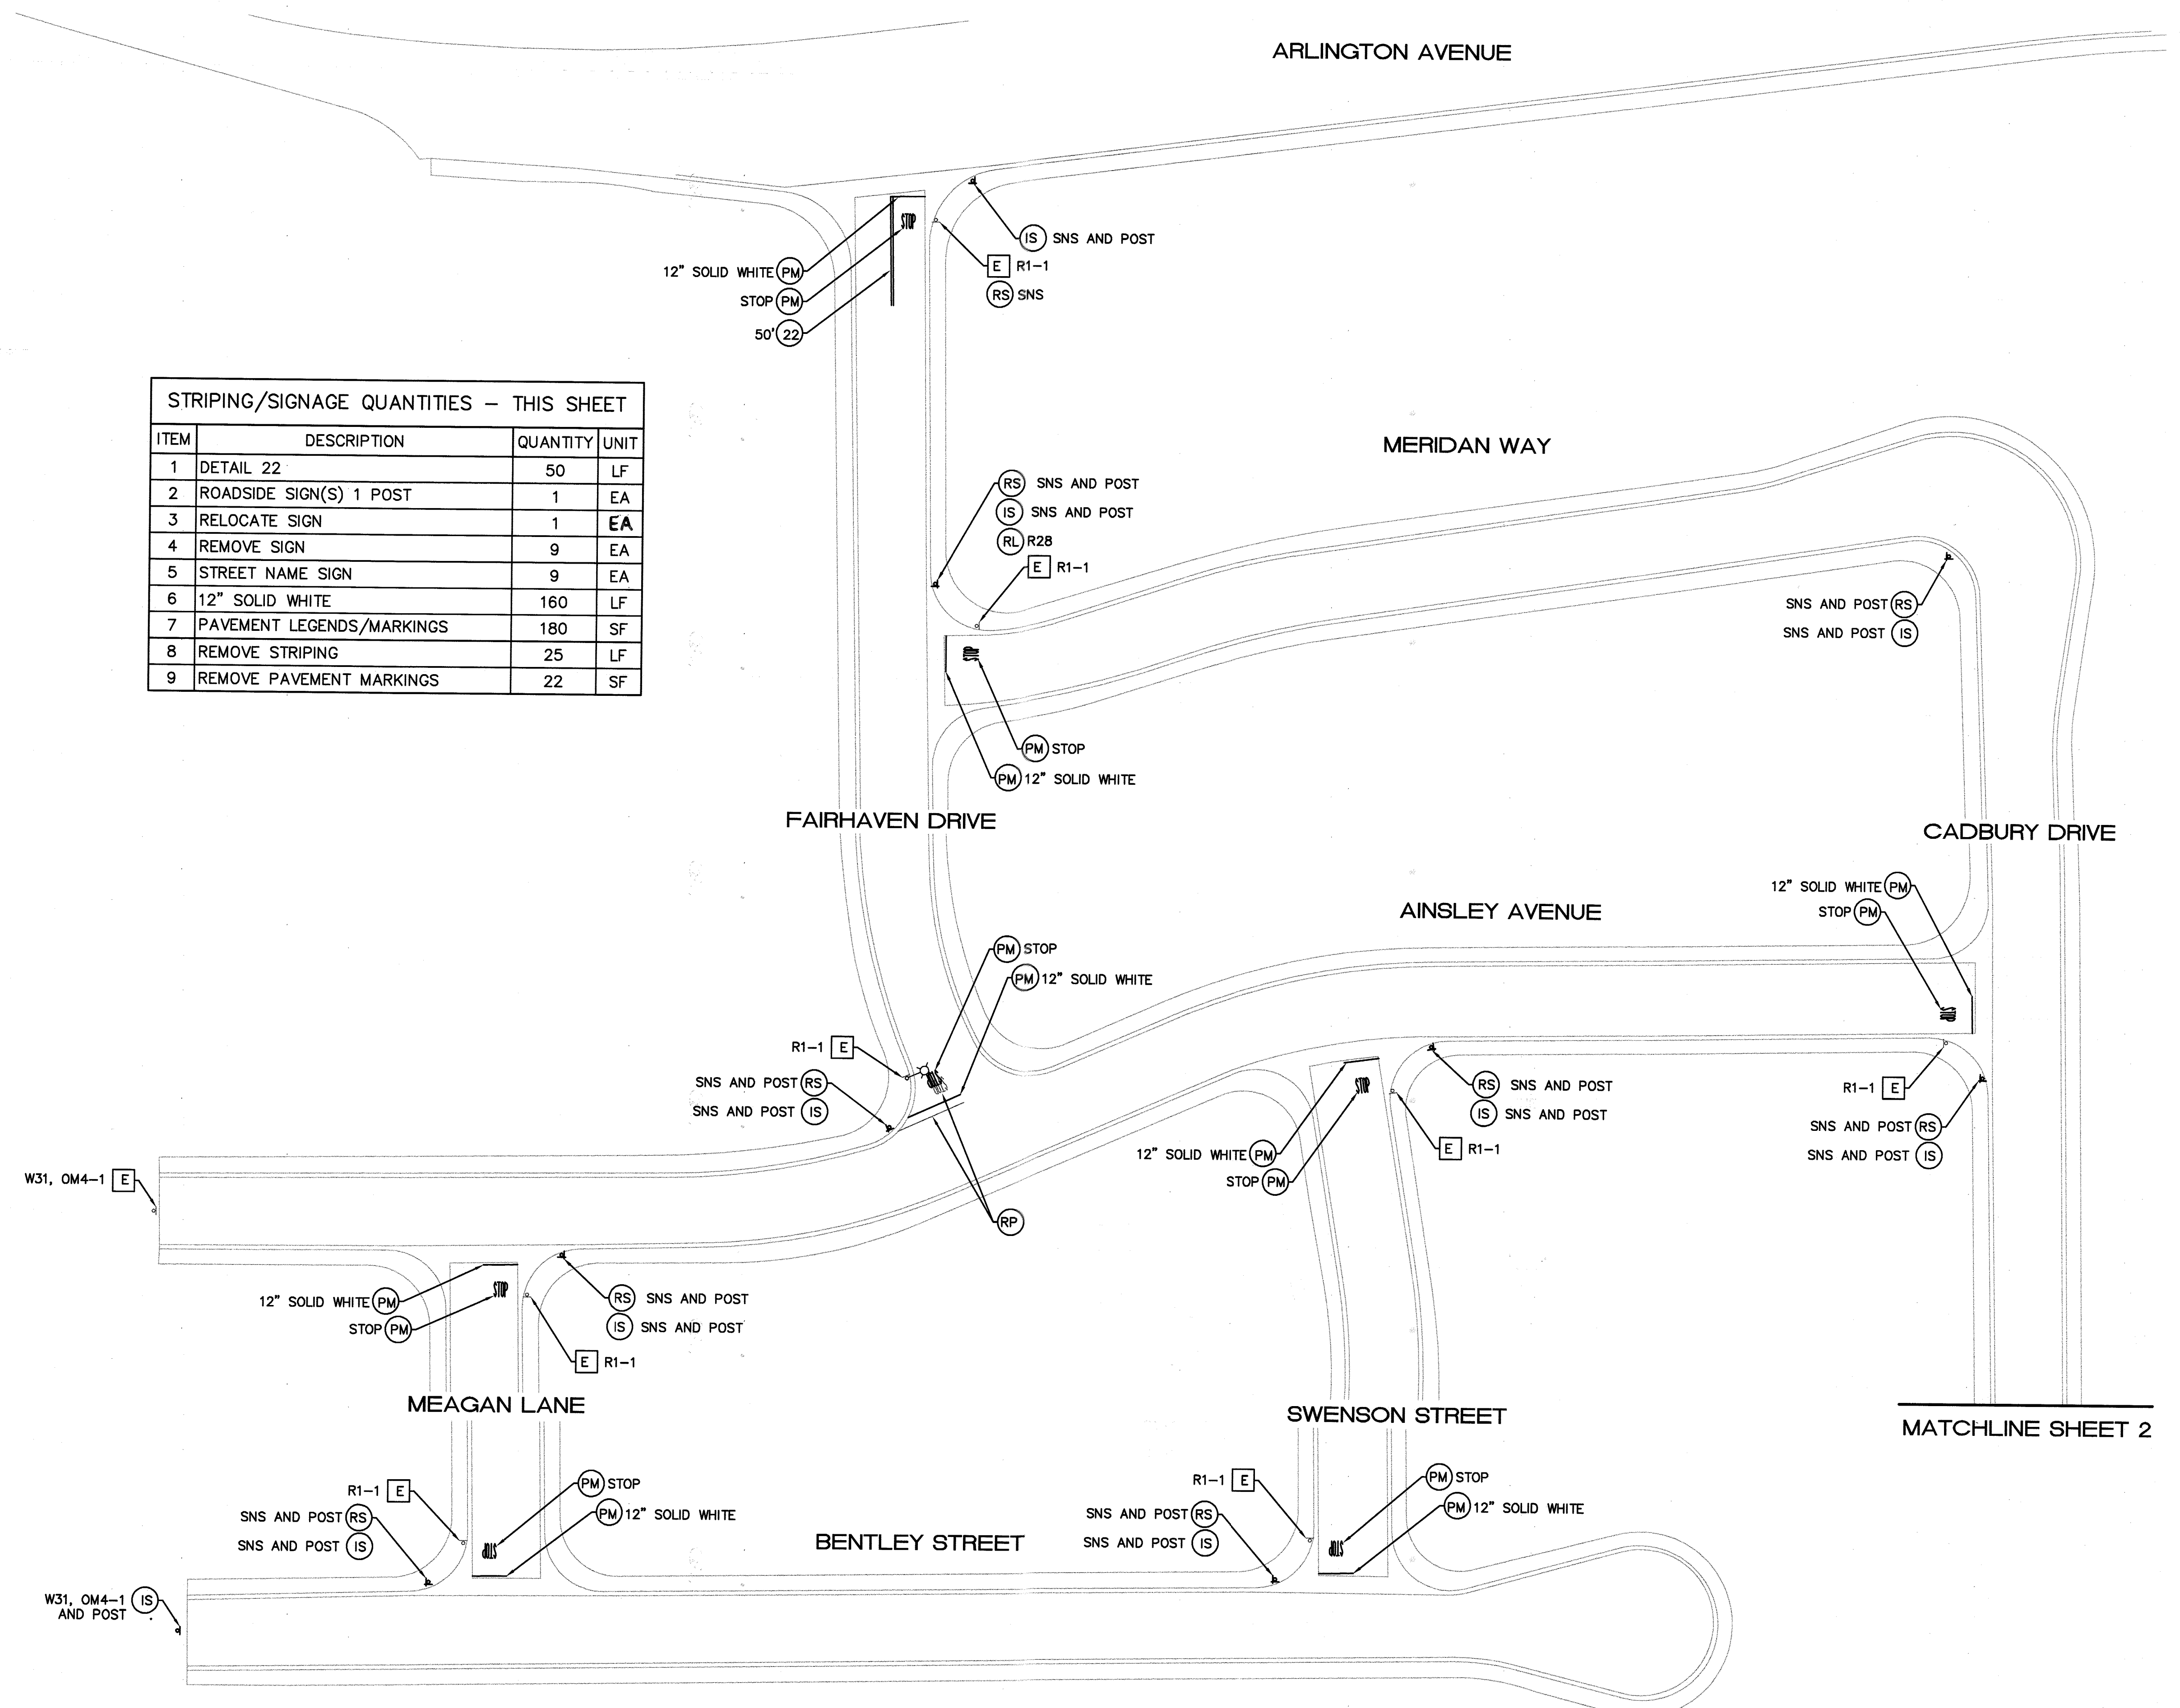 ARLINGTON AVENUE
STOP
IS SNS AND POST
E R1-1
RS SNS
12" SOLID WHITE PM
STOP PM
50' 22
STRIPING/SIGNAGE QUANTITIES - THIS SHEET
ITEM DESCRIPTION QUANTITY UNIT
1 DETAIL 22 50 LF
2 ROADSIDE SIGN(S) 1 POST 1 EA
3 RELOCATE SIGN 1 EA
4 REMOVE SIGN 9 EA
5 STREET NAME SIGN 9 EA
6 12" SOLID WHITE 160 LF
7 PAVEMENT LEGENDS/MARKINGS 180 SF
8 REMOVE STRIPING 25 LF
9 REMOVE PAVEMENT MARKINGS 22 SF
MERIDAN WAY
RS SNS AND POST
IS SNS AND POST
RL R28
E R1-1
SNS AND POST RS
SNS AND POST IS
STOP
PM STOP
PM 12" SOLID WHITE
FAIRHAVEN DRIVE
CADBURY DRIVE
12" SOLID WHITE PM
STOP PM
AINSLEY AVENUE
PM STOP
PM 12" SOLID WHITE
STOP
R1-1 E
SNS AND POST RS
SNS AND POST IS
STOP
STOP
RS SNS AND POST
IS SNS AND POST
E R1-1
R1-1 E
SNS AND POST RS
SNS AND POST IS
12" SOLID WHITE PM
STOP PM
W31, OM4-1 E
RP
STOP
12" SOLID WHITE PM
STOP PM
RS SNS AND POST
IS SNS AND POST
E R1-1
MEAGAN LANE
SWENSON STREET
MATCHLINE SHEET 2
R1-1 E
SNS AND POST RS
SNS AND POST IS
PM STOP
PM 12" SOLID WHITE
STOP
BENTLEY STREET
R1-1 E
SNS AND POST RS
SNS AND POST IS
PM STOP
PM 12" SOLID WHITE
STOP
W31, OM4-1 IS
AND POST